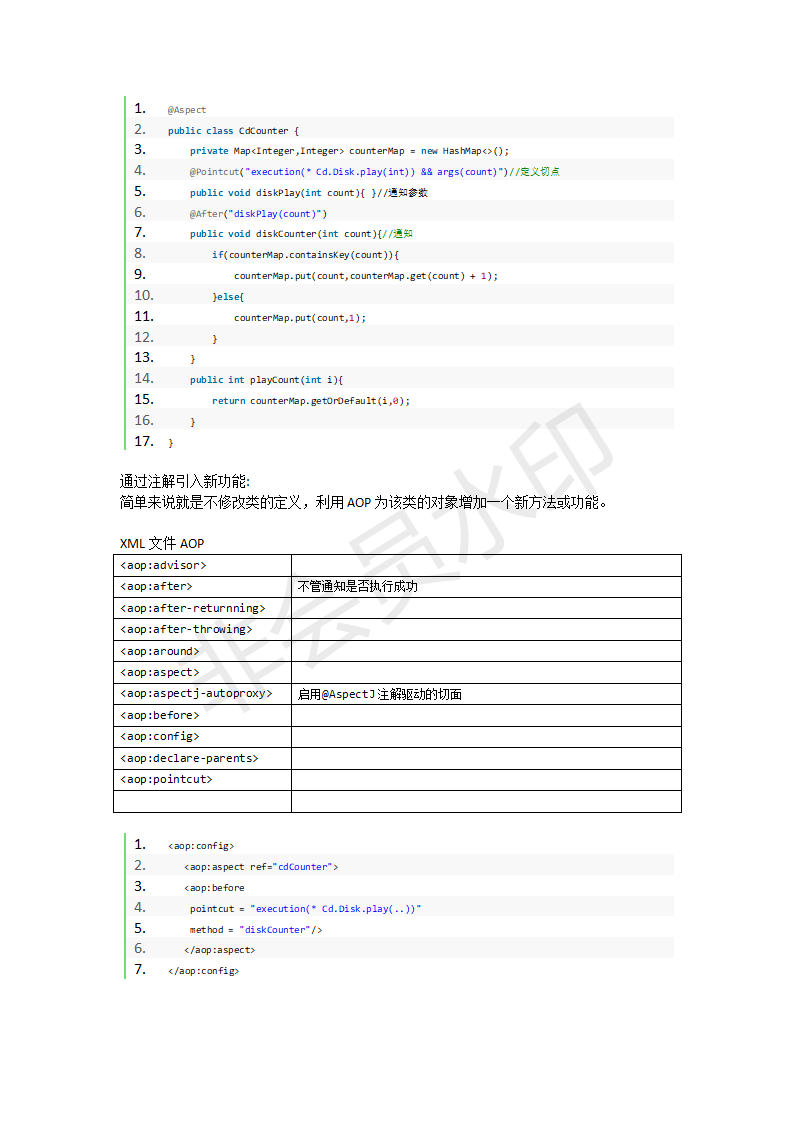 1. @Aspect
2. public class CdCounter {
3. private Map<Integer,Integer> counterMap = new HashMap<>();
4. @Pointcut("execution(* Cd.Disk.play(int)) && args(count)")//定义切点
5. public void diskPlay(int count){ }//通知参数
6. @After("diskPlay(count)")
7. public void diskCounter(int count){//通知
8. if(counterMap.containsKey(count)){
9. counterMap.put(count,counterMap.get(count) + 1);
10. }else{
11. counterMap.put(count,1);
12. }
13. }
14. public int playCount(int i){
15. return counterMap.getOrDefault(i,0);
16. }
17. }
通过注解引入新功能:
简单来说就是不修改类的定义，利用 AOP 为该类的对象增加一个新方法或功能。
XML 文件 AOP
<aop:advisor>
<aop:after> 不管通知是否执行成功
<aop:after-returnning>
<aop:after-throwing>
<aop:around>
<aop:aspect>
<aop:aspectj-autoproxy> 启用@AspectJ 注解驱动的切面
<aop:before>
<aop:config>
<aop:declare-parents>
<aop:pointcut>
1. <aop:config>
2. <aop:aspect ref="cdCounter">
3. <aop:before
4. pointcut = "execution(* Cd.Disk.play(..))"
5. method = "diskCounter"/>
6. </aop:aspect>
7. </aop:config>
非会员水印